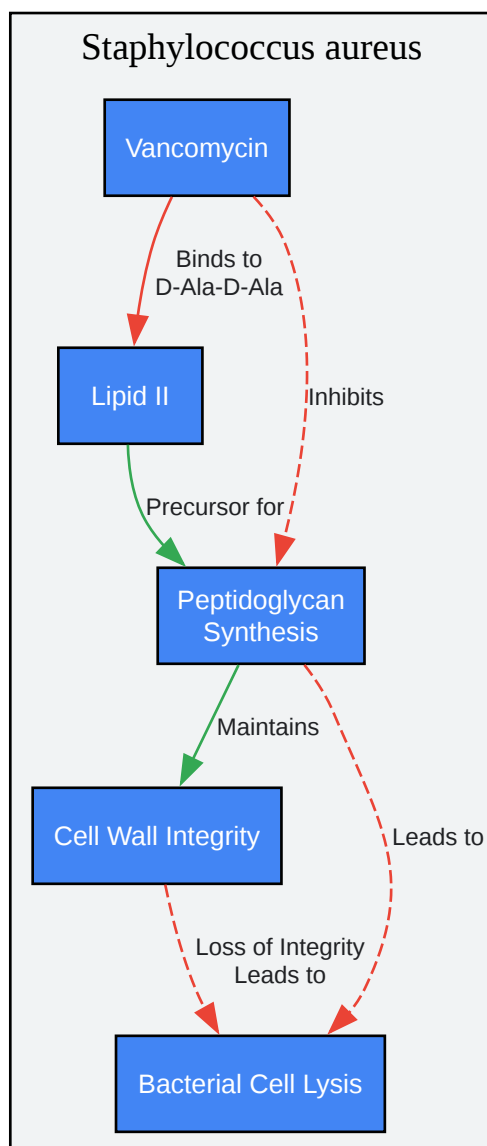 Staphylococcus aureus
Vancomycin
Binds to
D-Ala-D-Ala
Lipid II
Inhibits
Precursor for
Peptidoglycan
Synthesis
Maintains
Cell Wall Integrity
Leads to
Loss of Integrity
Leads to
Bacterial Cell Lysis